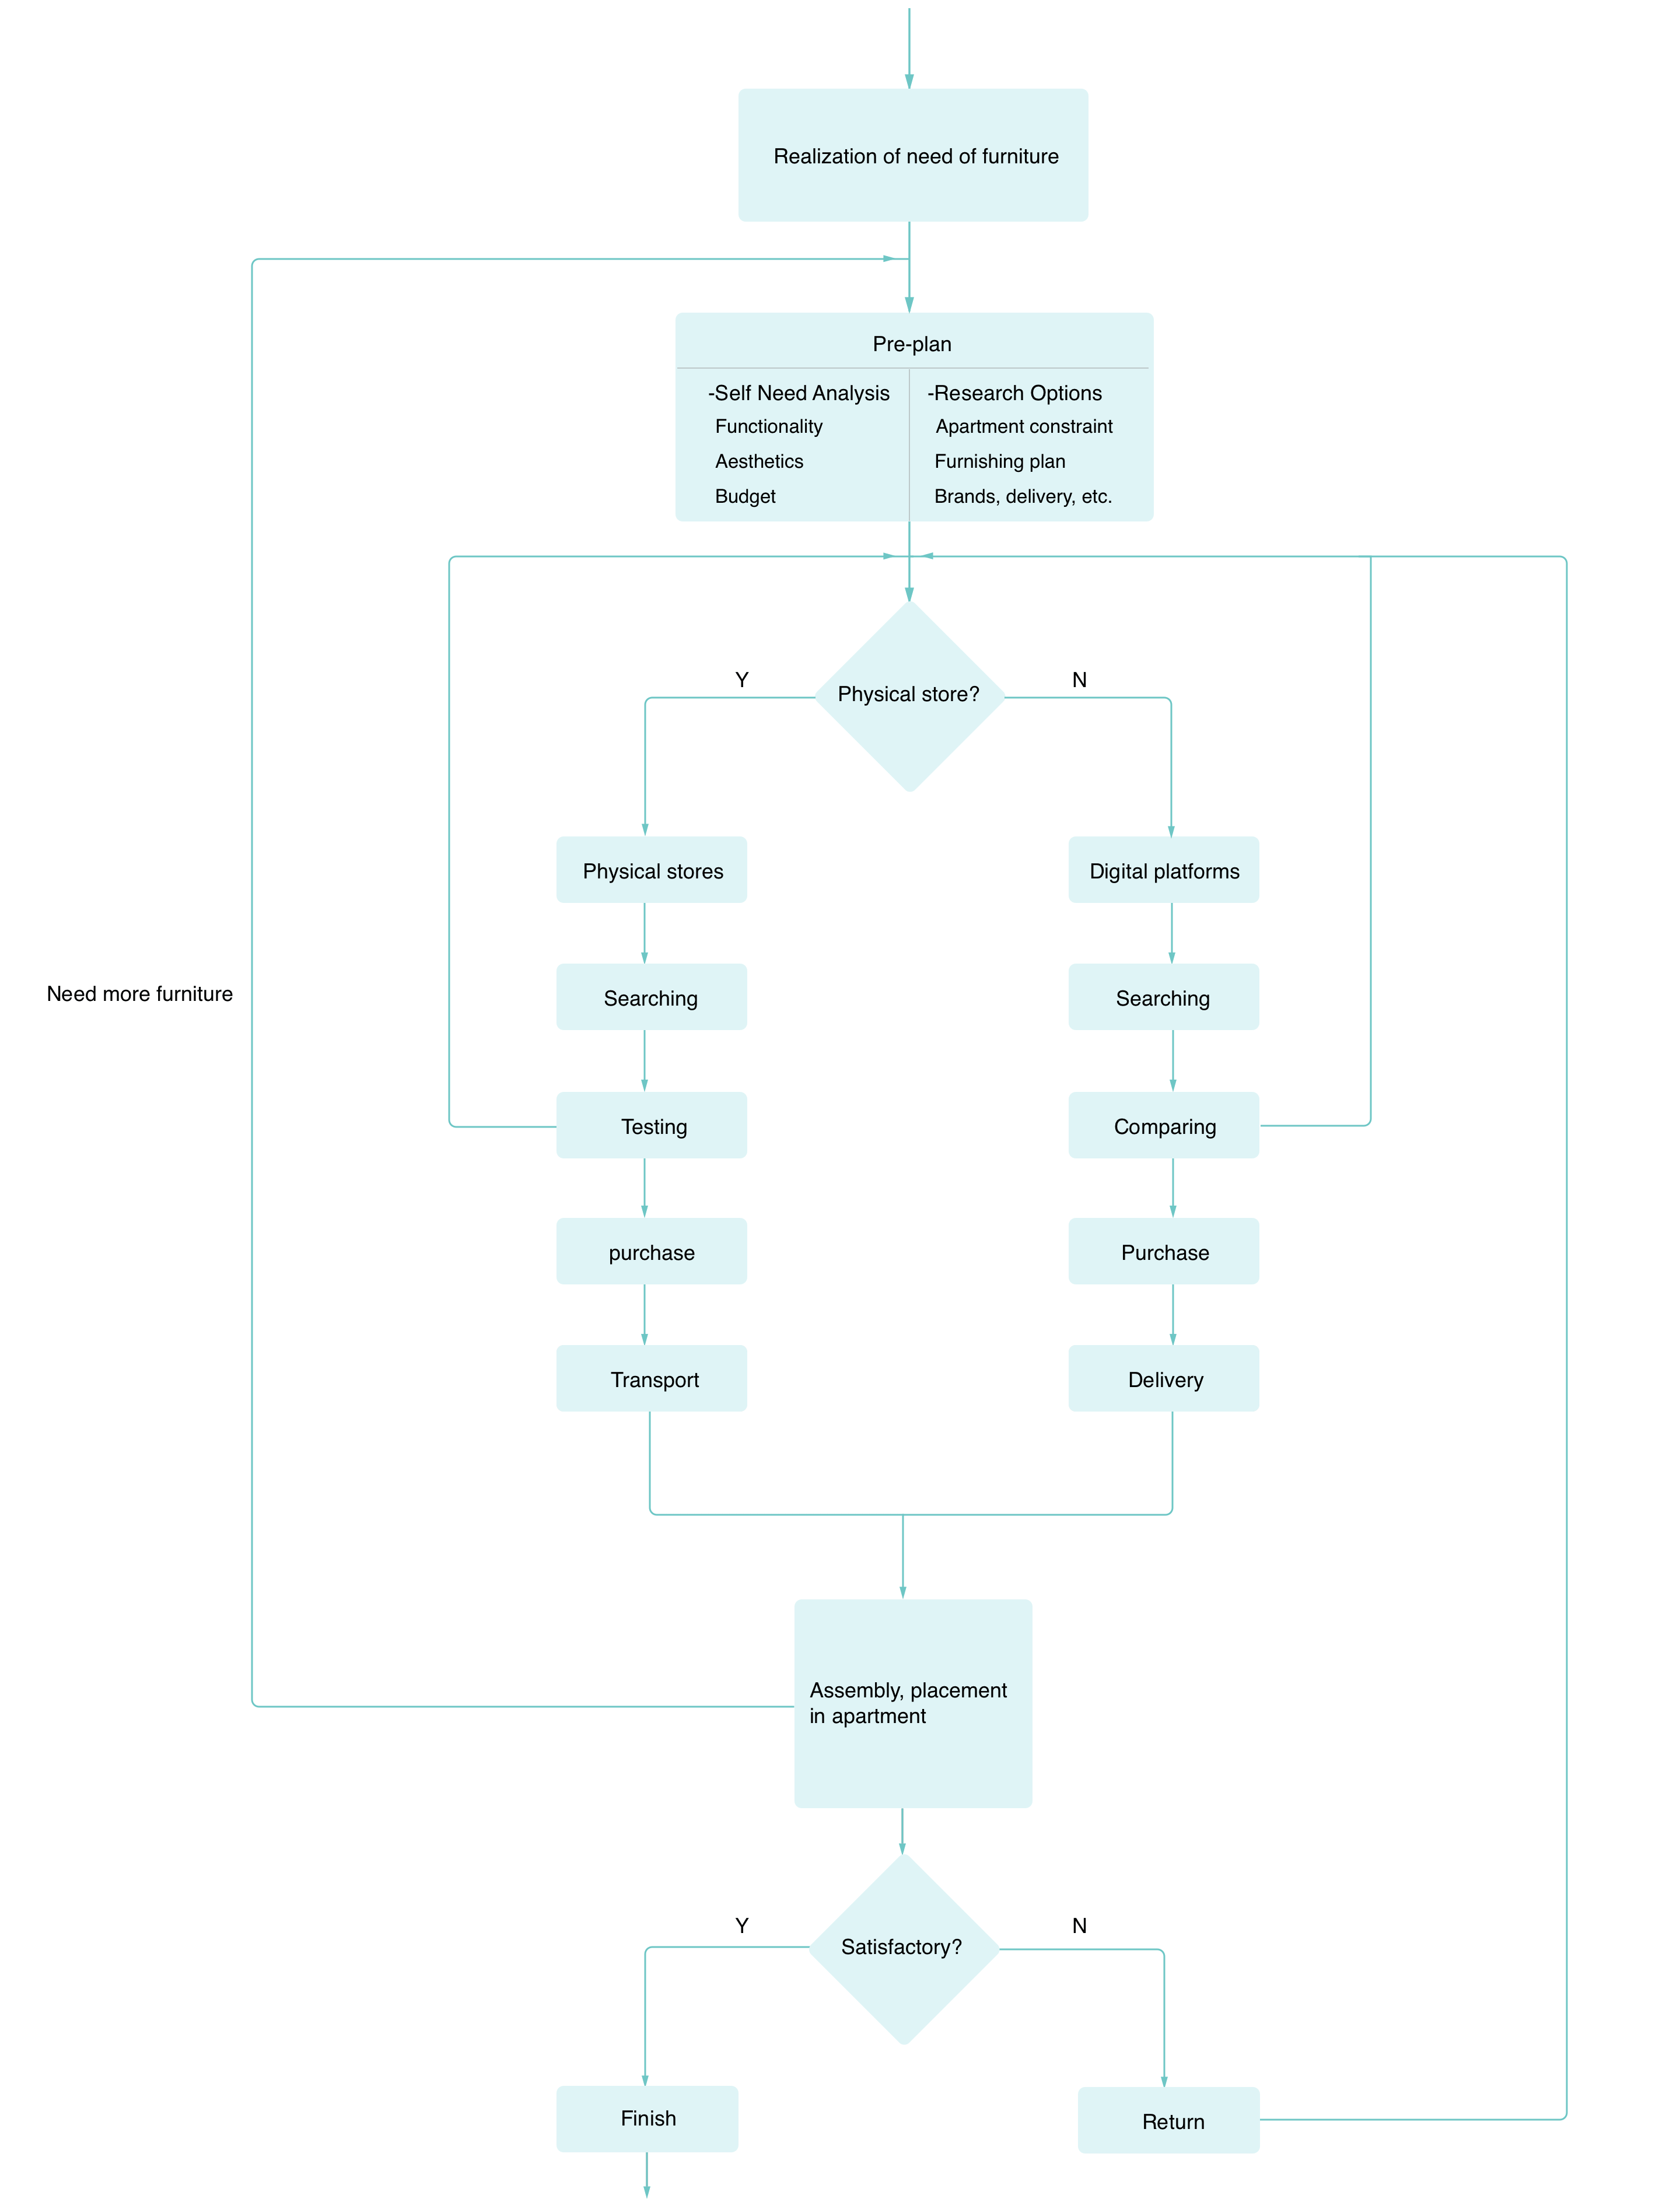 Realization of need of furniture
Pre-plan
-Self Need Analysis
Functionality
Aesthetics
Budget
-Research Options
Apartment constraint
Furnishing plan
Brands, delivery, etc.
Physical store?
Y
N
Physical stores
Searching
Testing
purchase
Transport
Digital platforms
Searching
Comparing
Purchase
Delivery
Need more furniture
Assembly, placement
in apartment
Satisfactory?
Y
N
Finish
Return